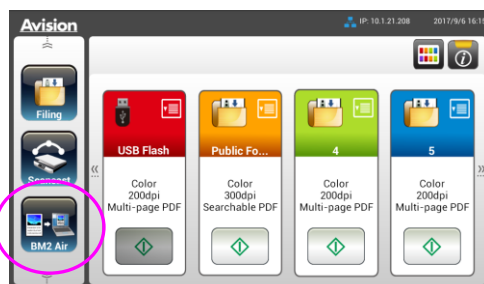 Avision
IP: 10.1.21.208 2017/9/6 16:15
Filing
Scannect
BM2 Air
USB Flash
Color
200dpi
Multi-page PDF
Public Fo...
Color
300dpi
Searchable PDF
4
Color
200dpi
Multi-page PDF
5
Color
200dpi
Multi-page PDF